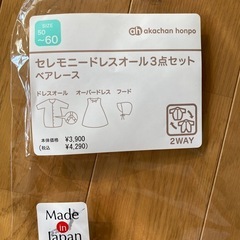 SIZE
50
~60
ah akachan honpo
セレモニードレスオール3点セット
ペアレース
ドレスオール オーバードレス フード
本体価格 ¥3,900
(税込 ¥4,290)
2WAY
Made
in
Japan